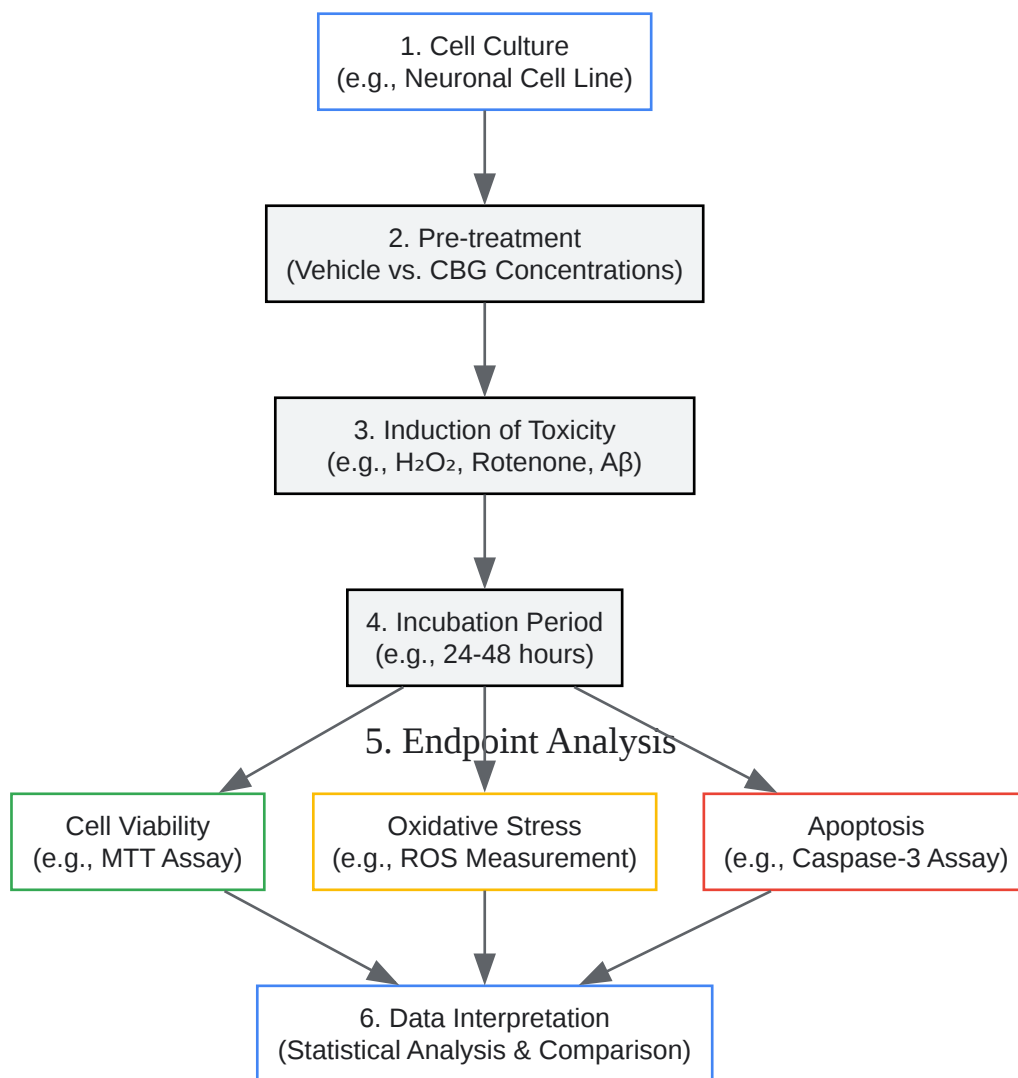 1. Cell Culture
(e.g., Neuronal Cell Line)
2. Pre-treatment
(Vehicle vs. CBG Concentrations)
3. Induction of Toxicity
(e.g., H₂O₂, Rotenone, Aβ)
4. Incubation Period
(e.g., 24-48 hours)
5. Endpoint Analysis
Cell Viability
(e.g., MTT Assay)
Oxidative Stress
(e.g., ROS Measurement)
Apoptosis
(e.g., Caspase-3 Assay)
6. Data Interpretation
(Statistical Analysis & Comparison)